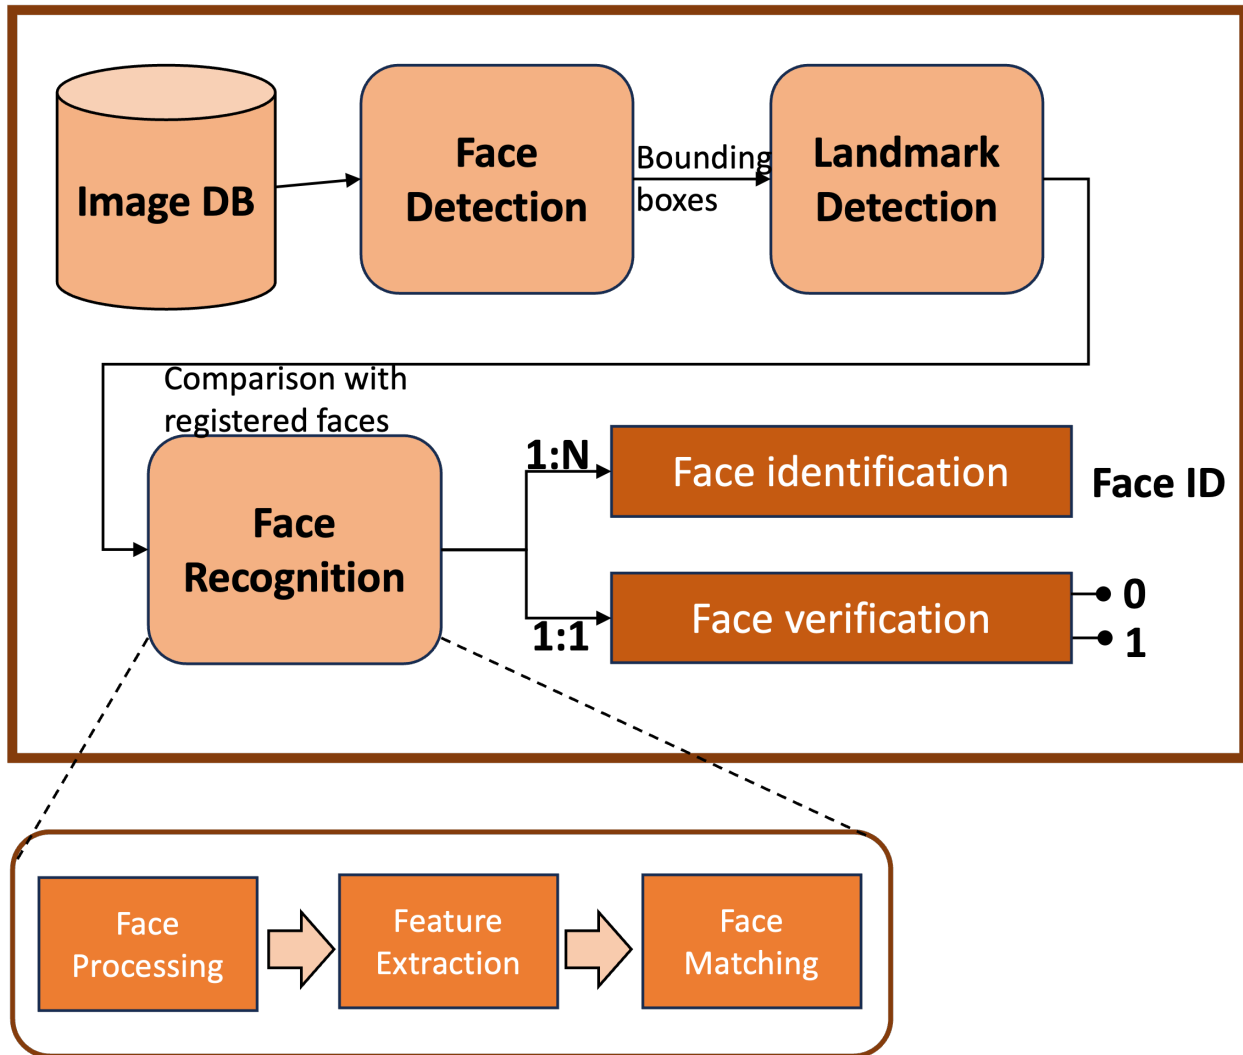 Image DB
Face
Detection
Bounding
boxes
Landmark
Detection
Comparison with
registered faces
Face
Recognition
1:N
Face identification
Face ID
1:1
Face verification
0
1
Face
Processing
Feature
Extraction
Face
Matching